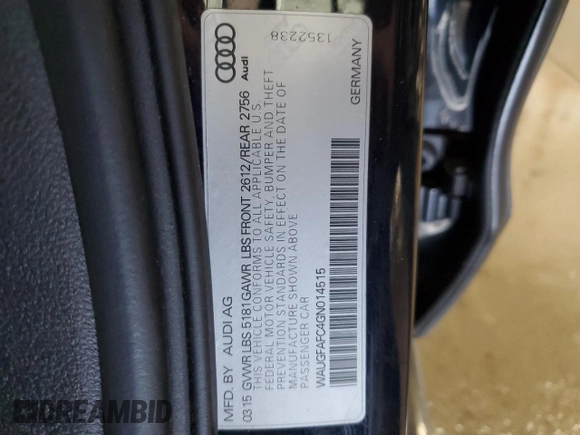 MFD. BY AUDI AG
0315 GVWR LBS 5181 GAWR LBS FRONT 2612/REAR 2756
THIS VEHICLE CONFORMS TO ALL APPLICABLE U S
FEDERAL MOTOR VEHICLE SAFETY, BUMPER AND THEFT
PREVENTION STANDARDS IN EFFECT ON THE DATE OF
MANUFACTURE SHOWN ABOVE
PASSENGER CAR
WAUGFAFC4GN014515
GERMANY
Audi
1352238
DREAMBID